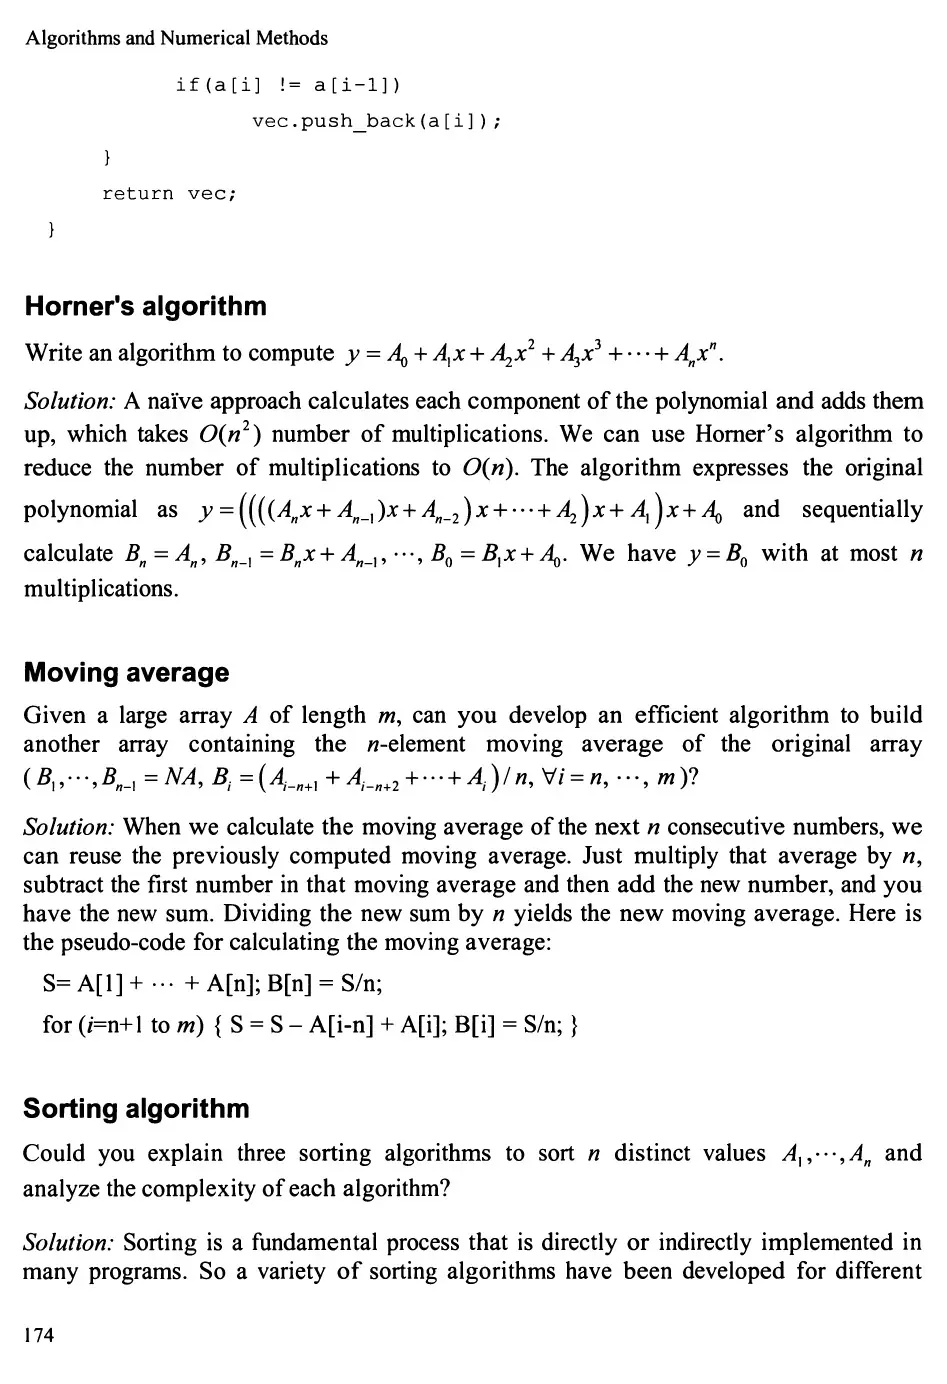 Algorithms and Numerical Methods
if(a[i] != a[i-1])
vec.push_back(a[i]);
}
return vec;
}
Horner's algorithm
Write an algorithm to compute y = A₀ + A₁x + A₂x² + A₃x³ + ··· + Aₙxⁿ.
Solution: A naïve approach calculates each component of the polynomial and adds them
up, which takes O(n²) number of multiplications. We can use Horner’s algorithm to
reduce the number of multiplications to O(n). The algorithm expresses the original
polynomial as y = ((((Aₙx + Aₙ₋₁)x + Aₙ₋₂)x + ··· + A₂)x + A₁)x + A₀ and sequentially
calculate Bₙ = Aₙ, Bₙ₋₁ = Bₙx + Aₙ₋₁, ···, B₀ = B₁x + A₀. We have y = B₀ with at most n
multiplications.
Moving average
Given a large array A of length m, can you develop an efficient algorithm to build
another array containing the n-element moving average of the original array
(B₁,···,Bₙ₋₁ = NA, Bᵢ = (Aᵢ₋ₙ₊₁ + Aᵢ₋ₙ₊₂ + ··· + Aᵢ) / n, ∀i = n, ···, m)?
Solution: When we calculate the moving average of the next n consecutive numbers, we
can reuse the previously computed moving average. Just multiply that average by n,
subtract the first number in that moving average and then add the new number, and you
have the new sum. Dividing the new sum by n yields the new moving average. Here is
the pseudo-code for calculating the moving average:
S= A[1] + ··· + A[n]; B[n] = S/n;
for (i=n+1 to m) { S = S – A[i-n] + A[i]; B[i] = S/n; }
Sorting algorithm
Could you explain three sorting algorithms to sort n distinct values A₁,···,Aₙ and
analyze the complexity of each algorithm?
Solution: Sorting is a fundamental process that is directly or indirectly implemented in
many programs. So a variety of sorting algorithms have been developed for different
174